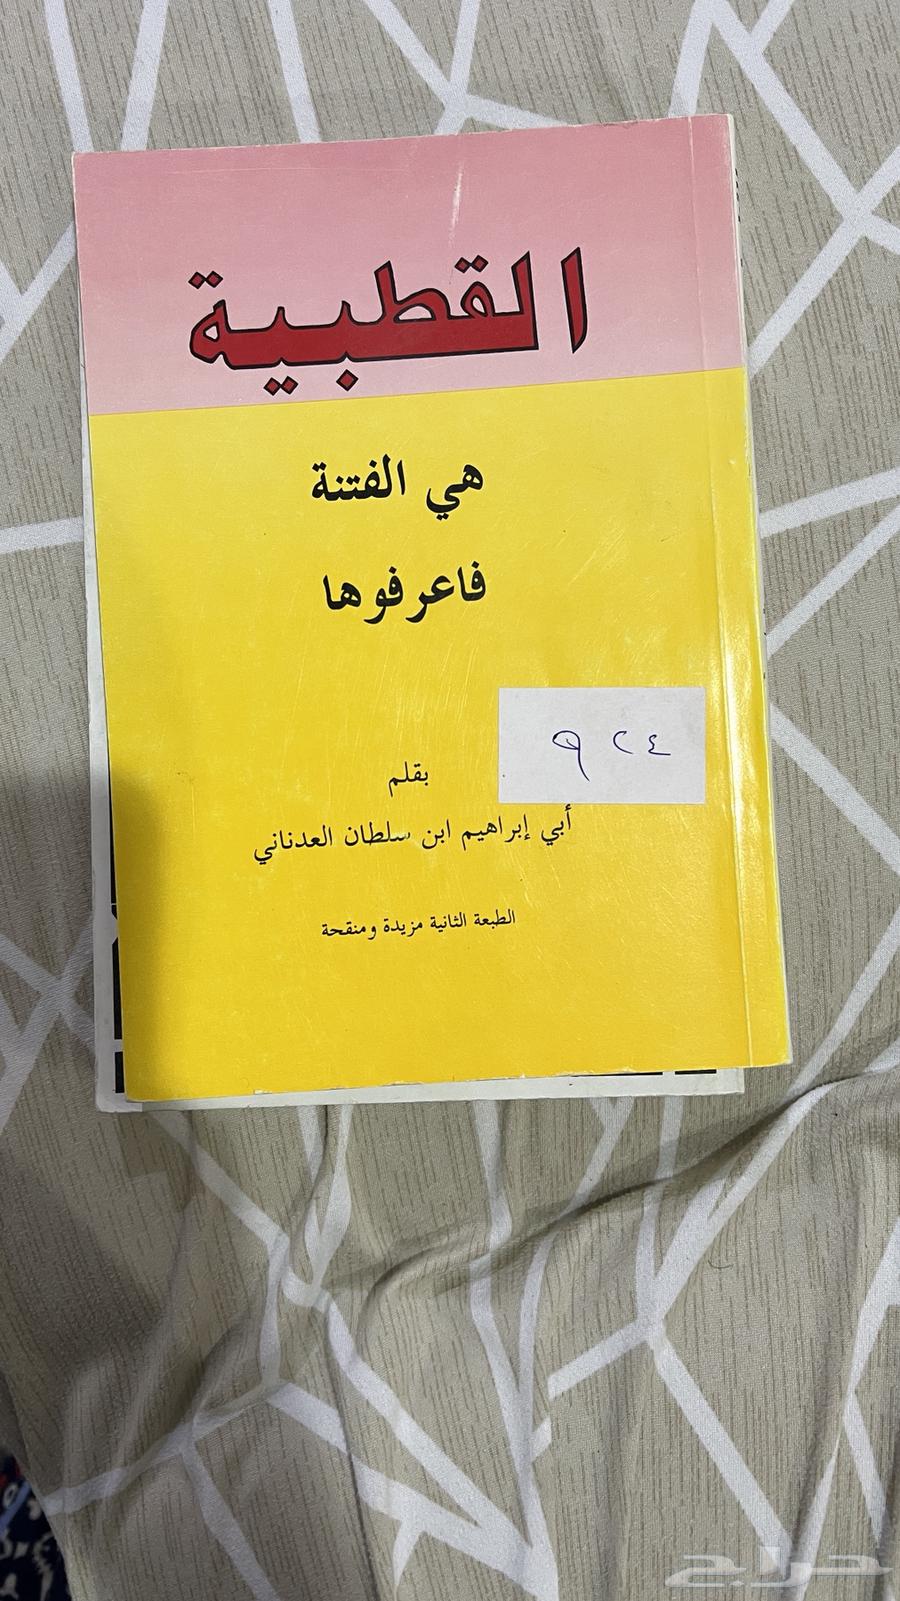 القطبية
هي الفتنة
فاعرفوها
٩٢٤
بقلم
أبي إبراهيم ابن سلطان العدناني
الطبعة الثانية مزيدة ومنقحة
حراج